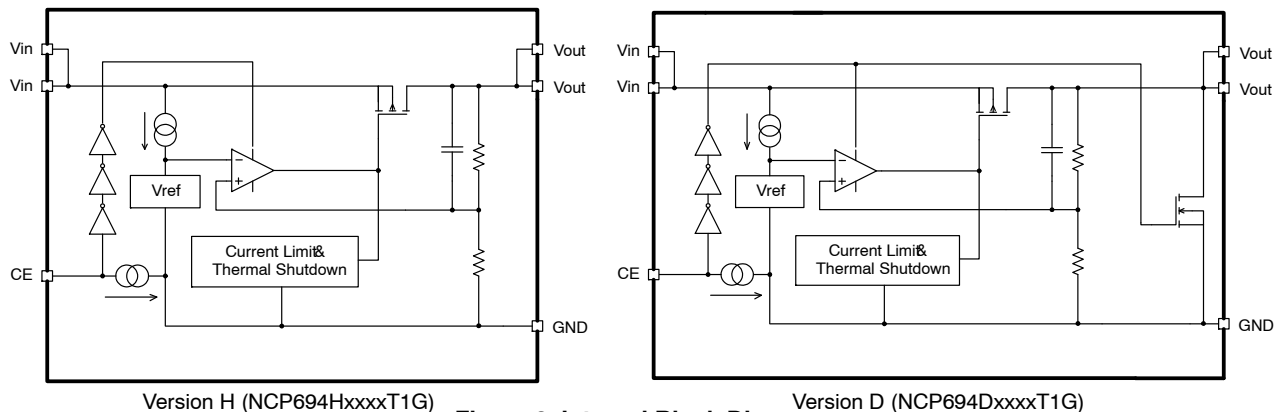 Vin
Vin
Vout
Vout
−
+
Vref
Current Limit&
Thermal Shutdown
CE
GND
Version H (NCP694HxxxxT1G)
Vin
Vin
Vout
Vout
−
+
Vref
Current Limit&
Thermal Shutdown
CE
GND
Version D (NCP694DxxxxT1G)